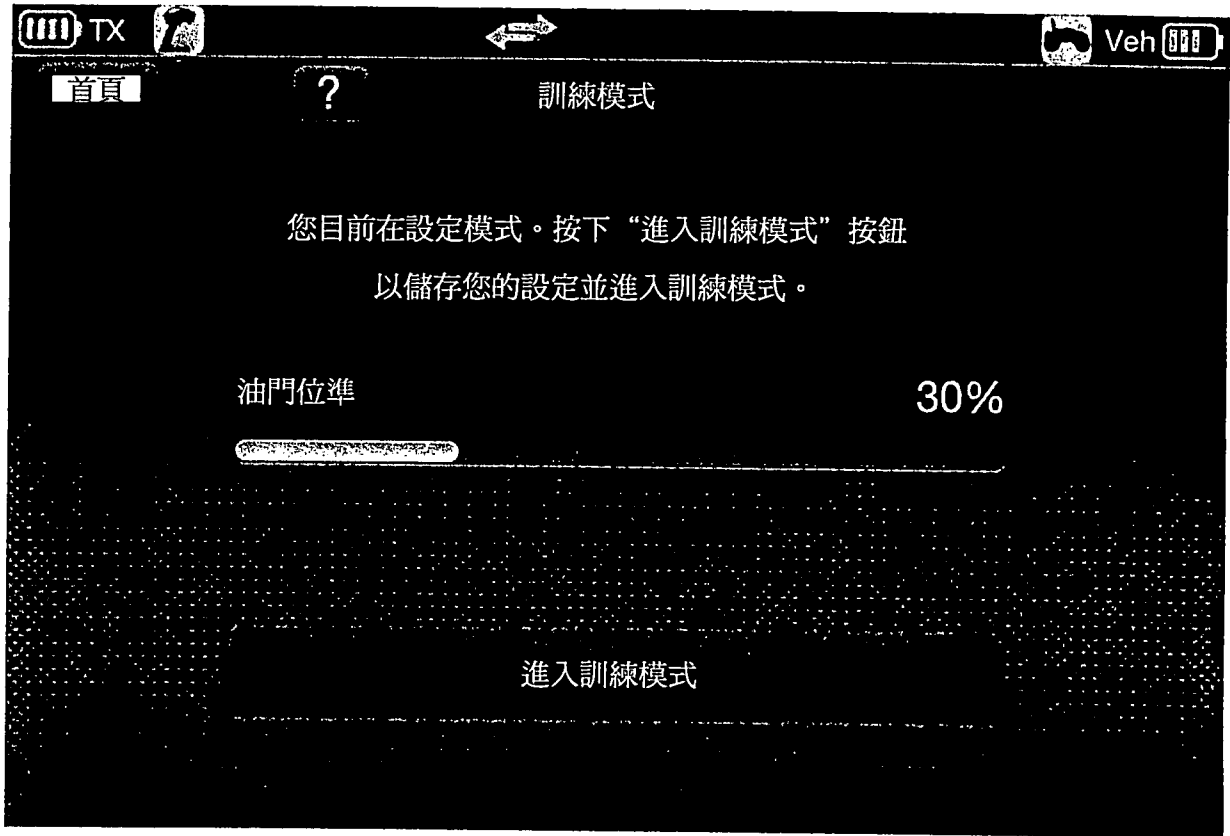 TX
Veh
首頁
?
訓練模式
您目前在設定模式。按下“進入訓練模式”按鈕
以儲存您的設定並進入訓練模式。
油門位準
30%
進入訓練模式